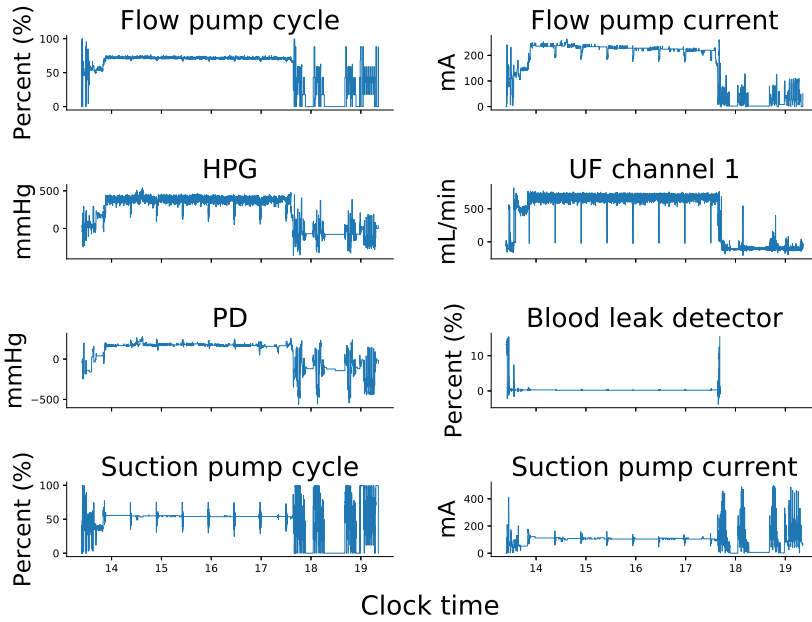 Flow pump cycle
Flow pump current
Percent (%)
100
50
0
mA
200
100
0
HPG
UF channel 1
mmHg
500
0
mL/min
500
0
PD
Blood leak detector
mmHg
0
−500
Percent (%)
10
0
Suction pump cycle
Suction pump current
Percent (%)
100
50
0
mA
400
200
0
14 15 16 17 18 19
14 15 16 17 18 19
Clock time